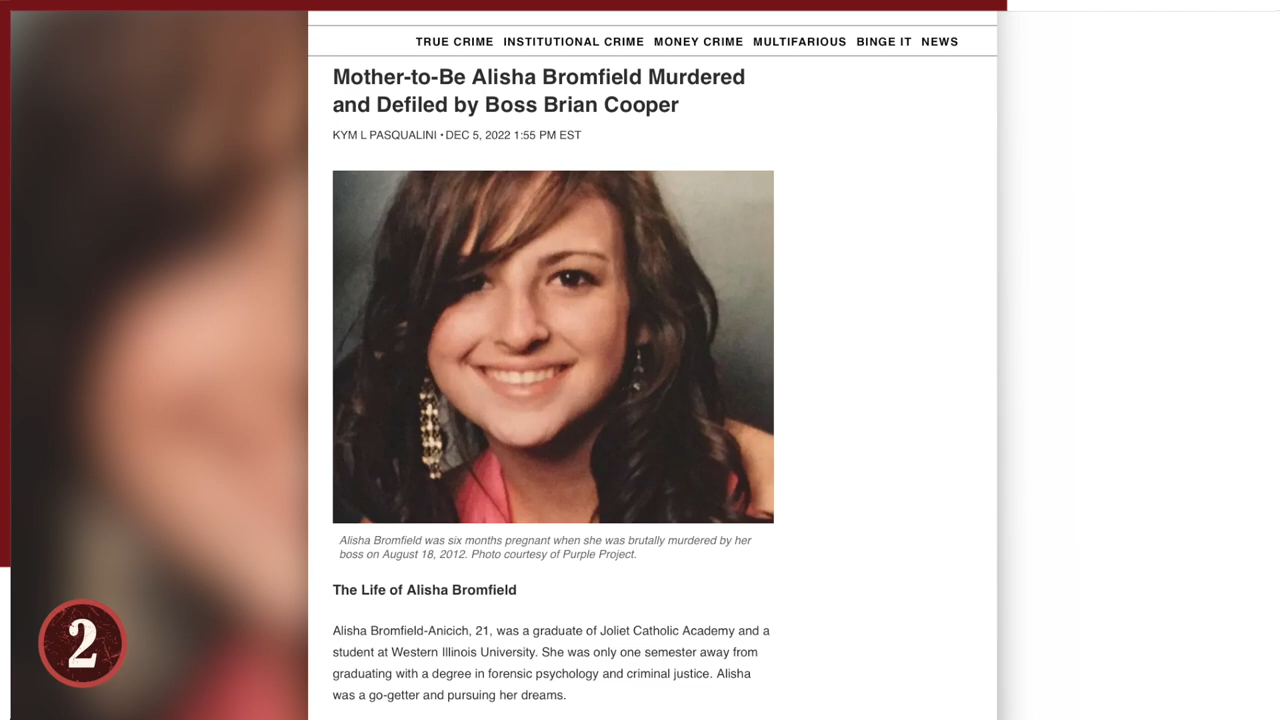 TRUE CRIME INSTITUTIONAL CRIME MONEY CRIME MULTIFARIOUS BINGE IT NEWS
Mother-to-Be Alisha Bromfield Murdered
and Defiled by Boss Brian Cooper
KYM L PASQUALINI • DEC 5, 2022 1:55 PM EST
Alisha Bromfield was six months pregnant when she was brutally murdered by her
boss on August 18, 2012. Photo courtesy of Purple Project.
The Life of Alisha Bromfield
Alisha Bromfield-Anicich, 21, was a graduate of Joliet Catholic Academy and a
student at Western Illinois University. She was only one semester away from
graduating with a degree in forensic psychology and criminal justice. Alisha
was a go-getter and pursuing her dreams.
2